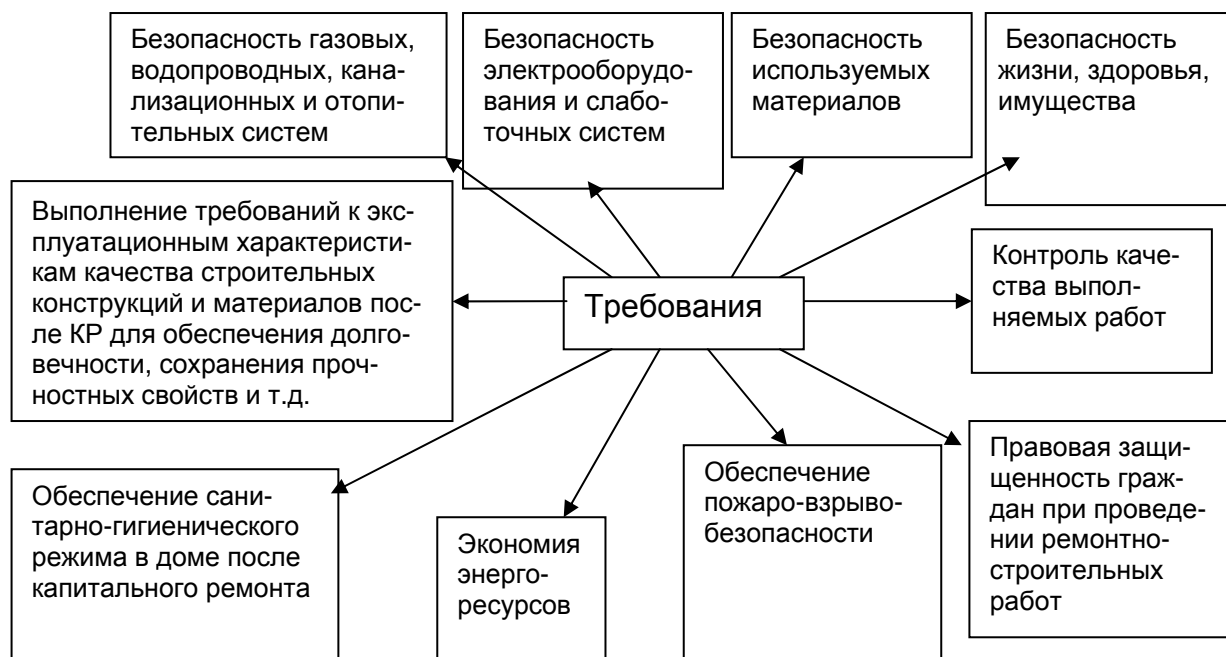 Безопасность газовых,
водопроводных, кана-
лизационных и отопи-
тельных систем
Безопасность
электрооборудо-
вания и слабо-
точных систем
Безопасность
используемых
материалов
Безопасность
жизни, здоровья,
имущества
Выполнение требований к экс-
плуатационным характеристи-
кам качества строительных
конструкций и материалов пос-
ле КР для обеспечения долго-
вечности, сохранения проч-
ностных свойств и т.д.
Требования
Контроль каче-
ства выпол-
няемых работ
Обеспечение сани-
тарно-гигиенического
режима в доме после
капитального ремонта
Экономия
энерго-
ресурсов
Обеспечение
пожаро-взрыво-
безопасности
Правовая защи-
щенность граж-
дан при проведе-
нии ремонтно-
строительных
работ